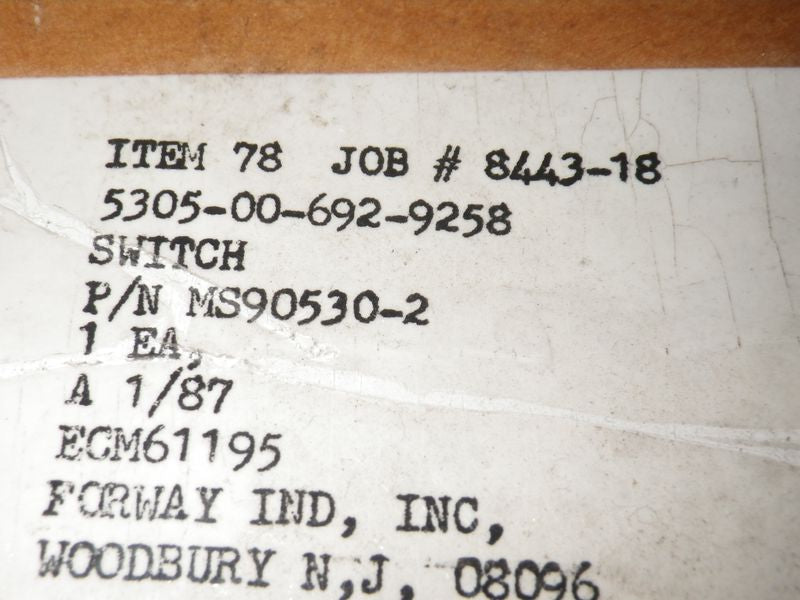 ITEM 78 JOB # 8443-18
5305-00-692-9258
SWITCH
P/N MS90530-2
1 EA,
A 1/87
ECM61195
FORWAY IND, INC,
WOODBURY N,J, 08096